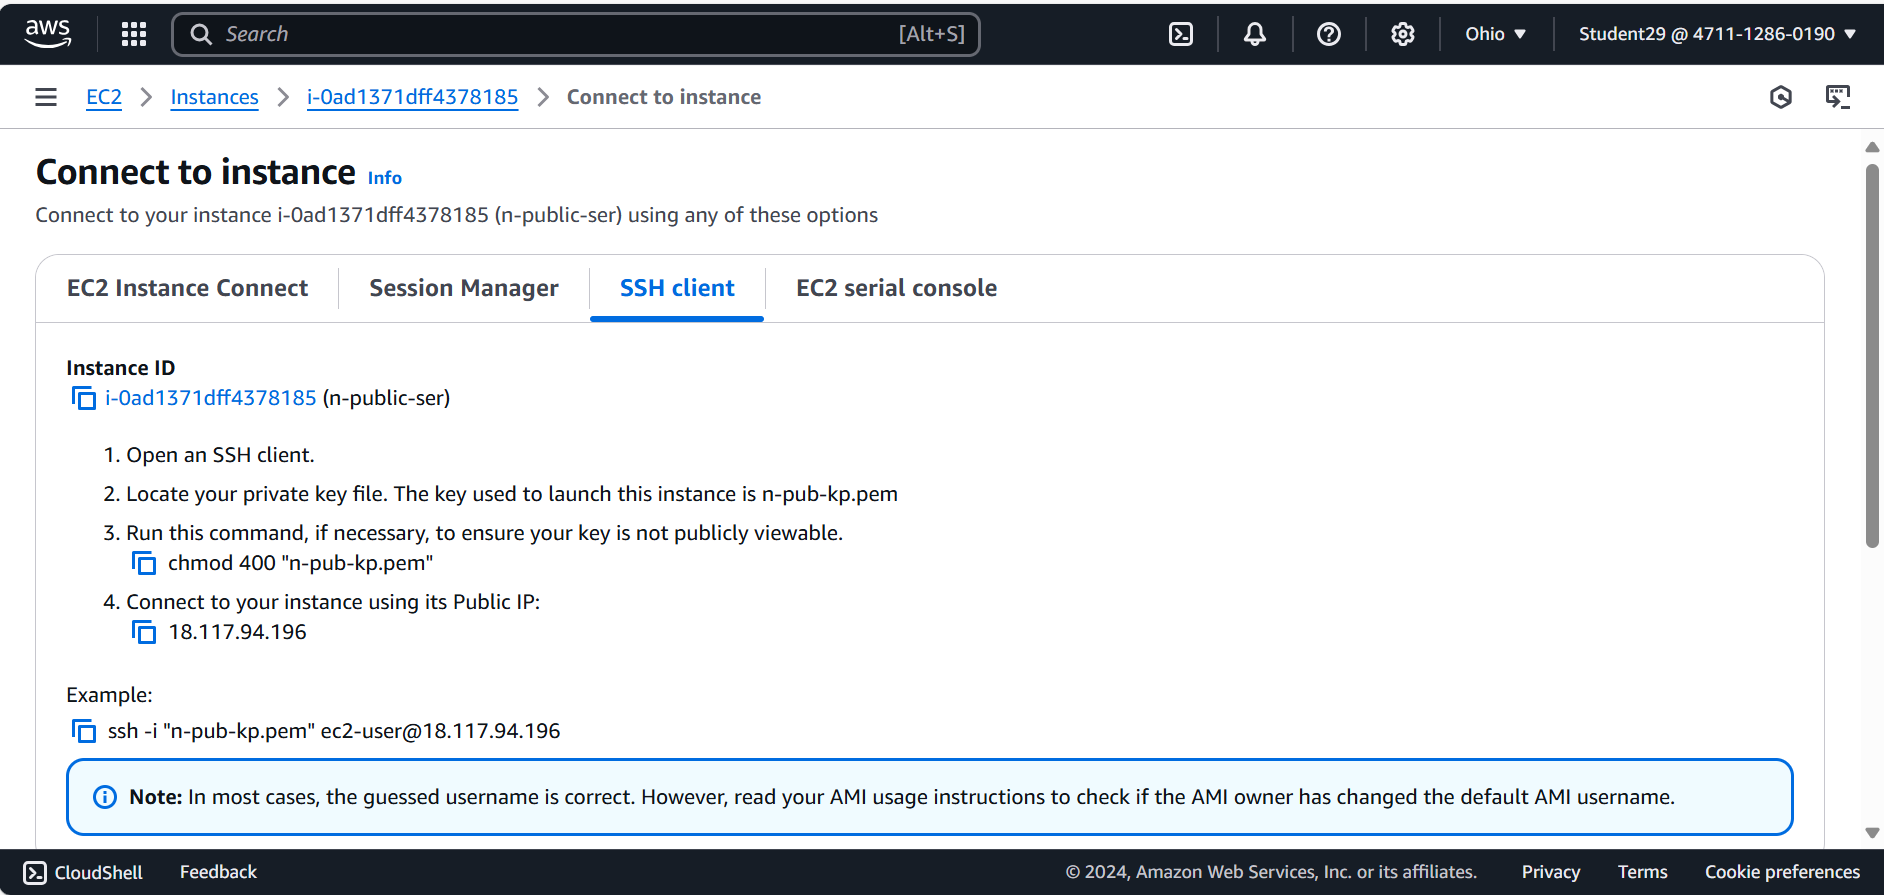 aws
Search [Alt+S]
Ohio
Student29 @ 4711-1286-0190
EC2
Instances
i-0ad1371dff4378185
Connect to instance
Connect to instance Info
Connect to your instance i-0ad1371dff4378185 (n-public-ser) using any of these options
EC2 Instance Connect
Session Manager
SSH client
EC2 serial console
Instance ID
i-0ad1371dff4378185 (n-public-ser)
1. Open an SSH client.
2. Locate your private key file. The key used to launch this instance is n-pub-kp.pem
3. Run this command, if necessary, to ensure your key is not publicly viewable.
chmod 400 "n-pub-kp.pem"
4. Connect to your instance using its Public IP:
18.117.94.196
Example:
ssh -i "n-pub-kp.pem" ec2-user@18.117.94.196
Note: In most cases, the guessed username is correct. However, read your AMI usage instructions to check if the AMI owner has changed the default AMI username.
CloudShell
Feedback
© 2024, Amazon Web Services, Inc. or its affiliates.
Privacy
Terms
Cookie preferences